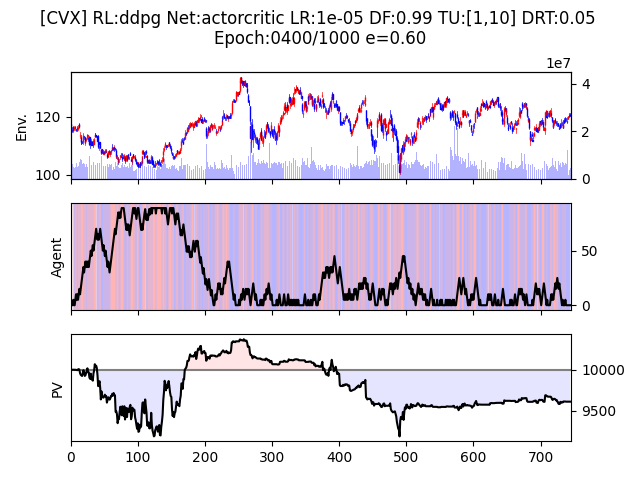 [CVX] RL:ddpg Net:actorcritic LR:1e-05 DF:0.99 TU:[1,10] DRT:0.05
Epoch:0400/1000 e=0.60
1e7
Env.
120
100
4
2
0
Agent
50
0
PV
10000
9500
0 100 200 300 400 500 600 700